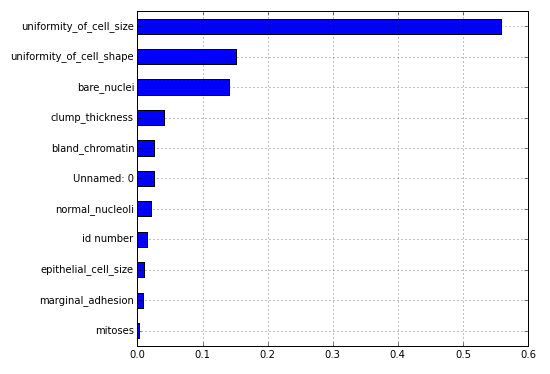 uniformity_of_cell_size
uniformity_of_cell_shape
bare_nuclei
clump_thickness
bland_chromatin
Unnamed: 0
normal_nucleoli
id number
epithelial_cell_size
marginal_adhesion
mitoses
0.0 0.1 0.2 0.3 0.4 0.5 0.6